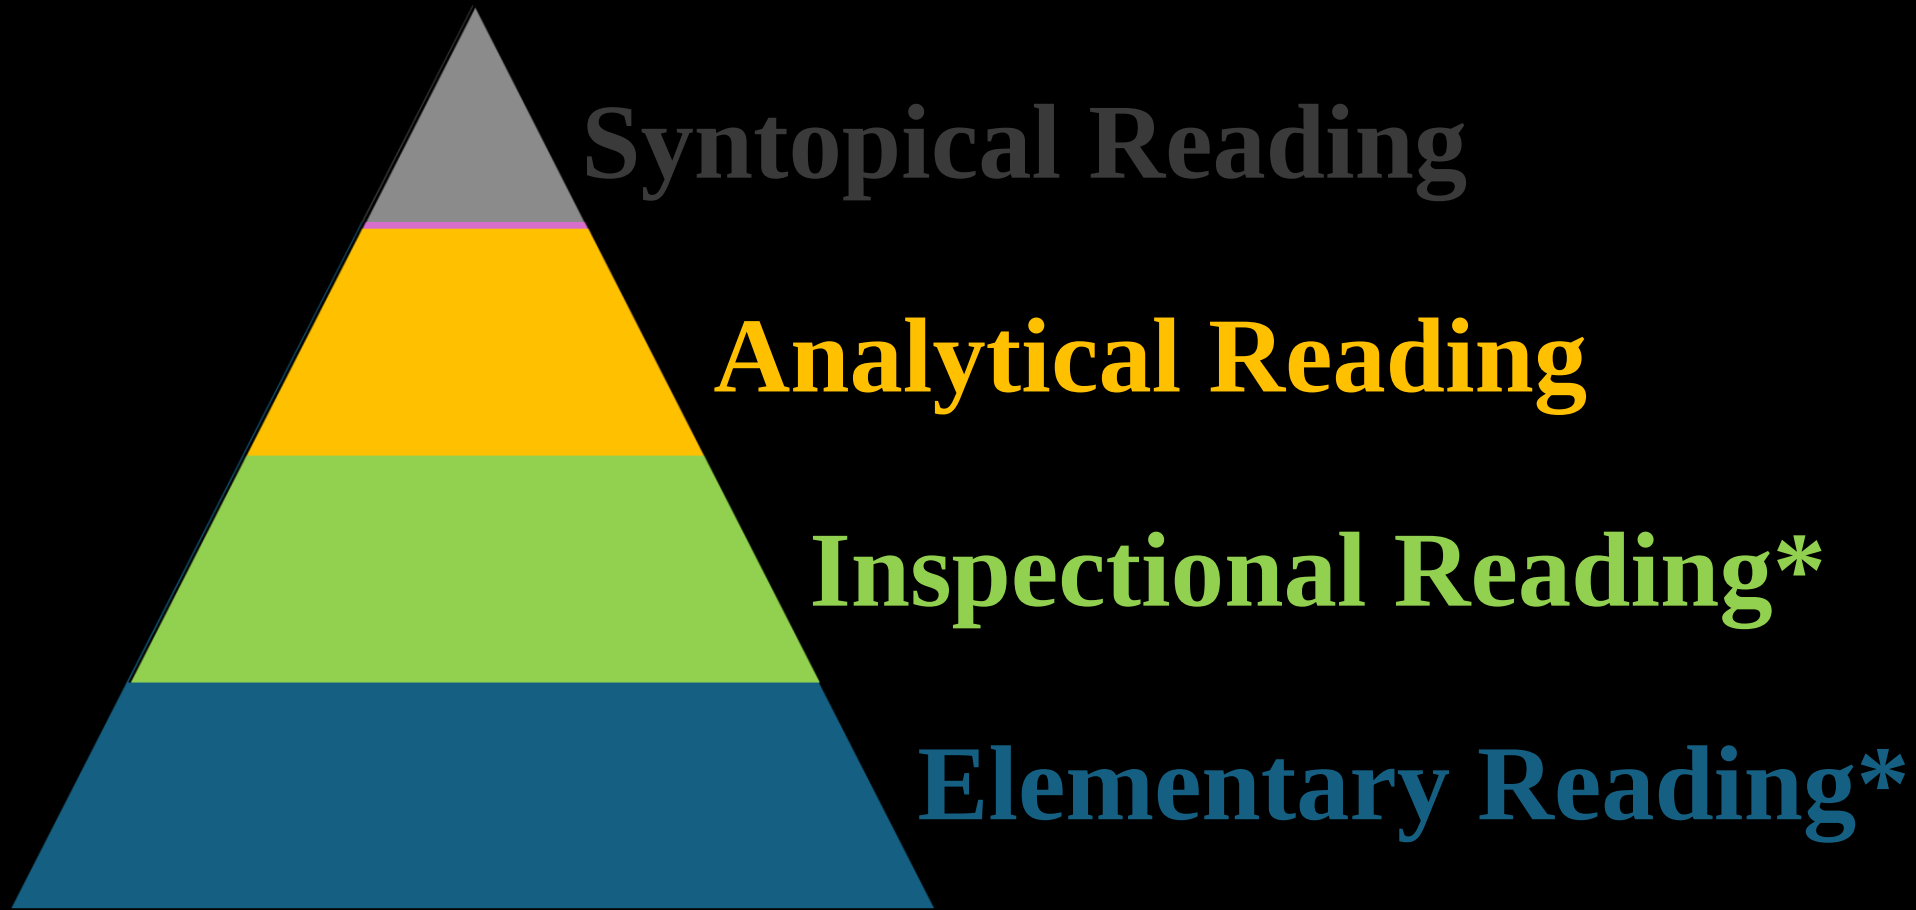 Syntopical Reading
Analytical Reading
Inspectional Reading*
Elementary Reading*